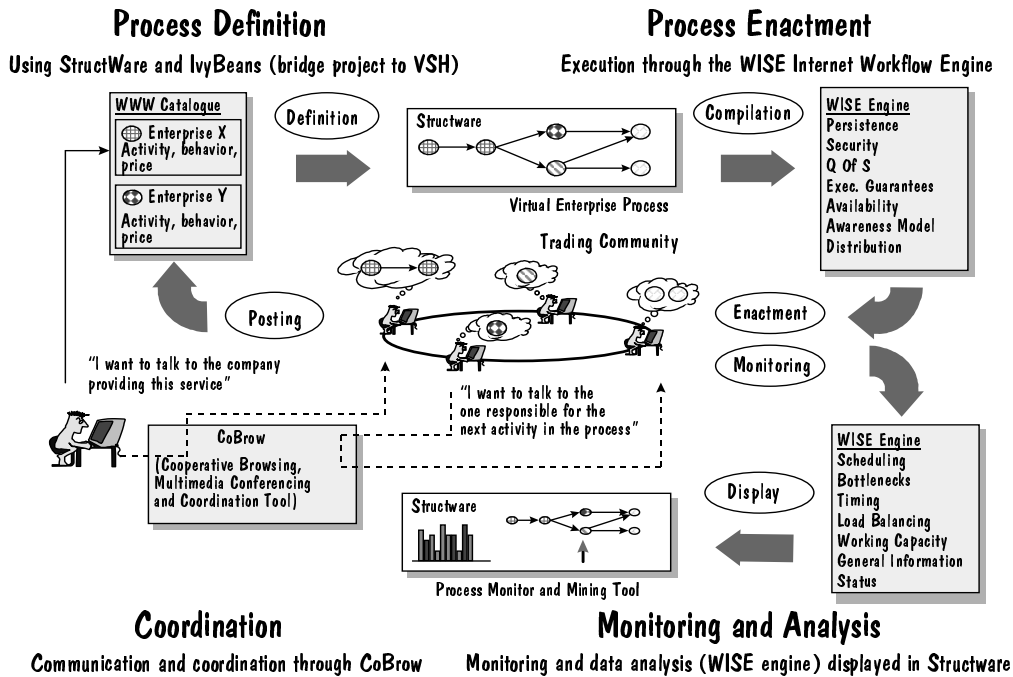 Process Definition
Using StructWare and IvyBeans (bridge project to VSH)
Process Enactment
Execution through the WISE Internet Workflow Engine
WWW Catalogue
Enterprise X
Activity, behavior,
price
Enterprise Y
Activity, behavior,
price
Definition
Structware
Virtual Enterprise Process
Compilation
WISE Engine
Persistence
Security
Q Of S
Exec. Guarantees
Availability
Awareness Model
Distribution
Trading Community
Posting
Enactment
Monitoring
“I want to talk to the company
providing this service”
“I want to talk to the
one responsible for the
next activity in the process”
CoBrow
(Cooperative Browsing,
Multimedia Conferencing
and Coordination Tool)
Structware
Process Monitor and Mining Tool
Display
WISE Engine
Scheduling
Bottlenecks
Timing
Load Balancing
Working Capacity
General Information
Status
Coordination
Communication and coordination through CoBrow
Monitoring and Analysis
Monitoring and data analysis (WISE engine) displayed in Structware